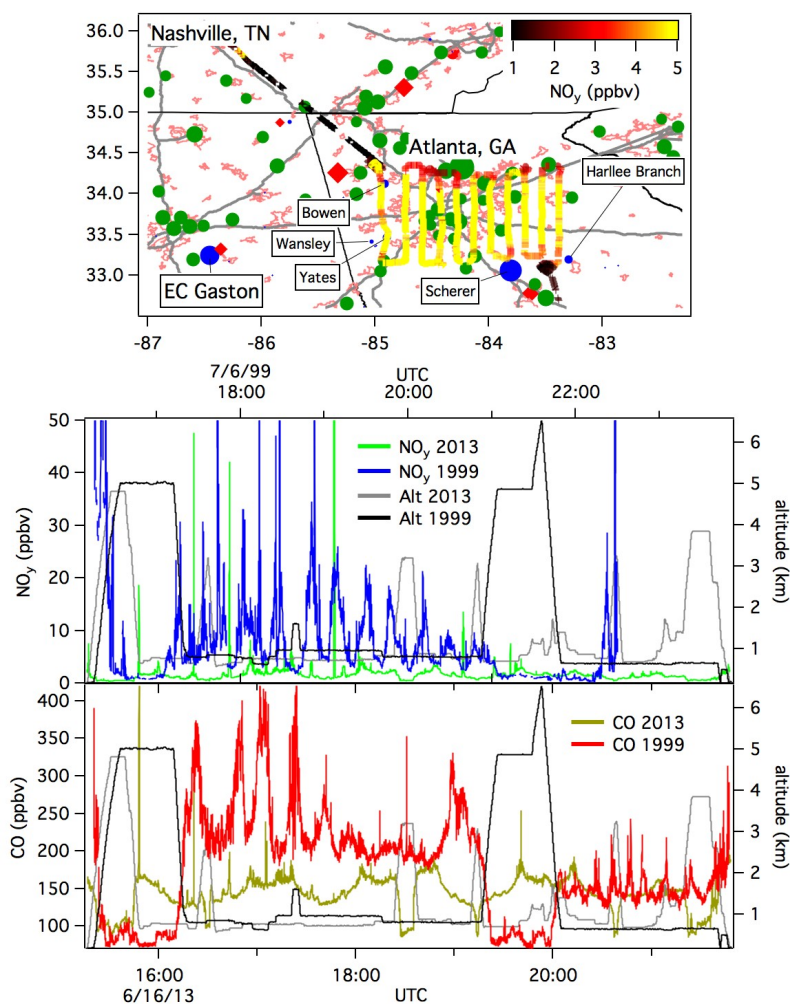 36.0
35.5
35.0
34.5
34.0
33.5
33.0
Nashville, TN
1 2 3 4 5
NOy (ppbv)
Atlanta, GA
Harllee Branch
Bowen
Wansley
Yates
EC Gaston
Scherer
-87 -86 -85 -84 -83
7/6/99
18:00
UTC
20:00
22:00
50
40
30
20
10
0
NOy (ppbv)
NOy 2013
NOy 1999
Alt 2013
Alt 1999
6
5
4
3
2
1
altitude (km)
400
350
300
250
200
150
100
CO (ppbv)
CO 2013
CO 1999
6
5
4
3
2
1
altitude (km)
16:00
6/16/13
18:00
UTC
20:00